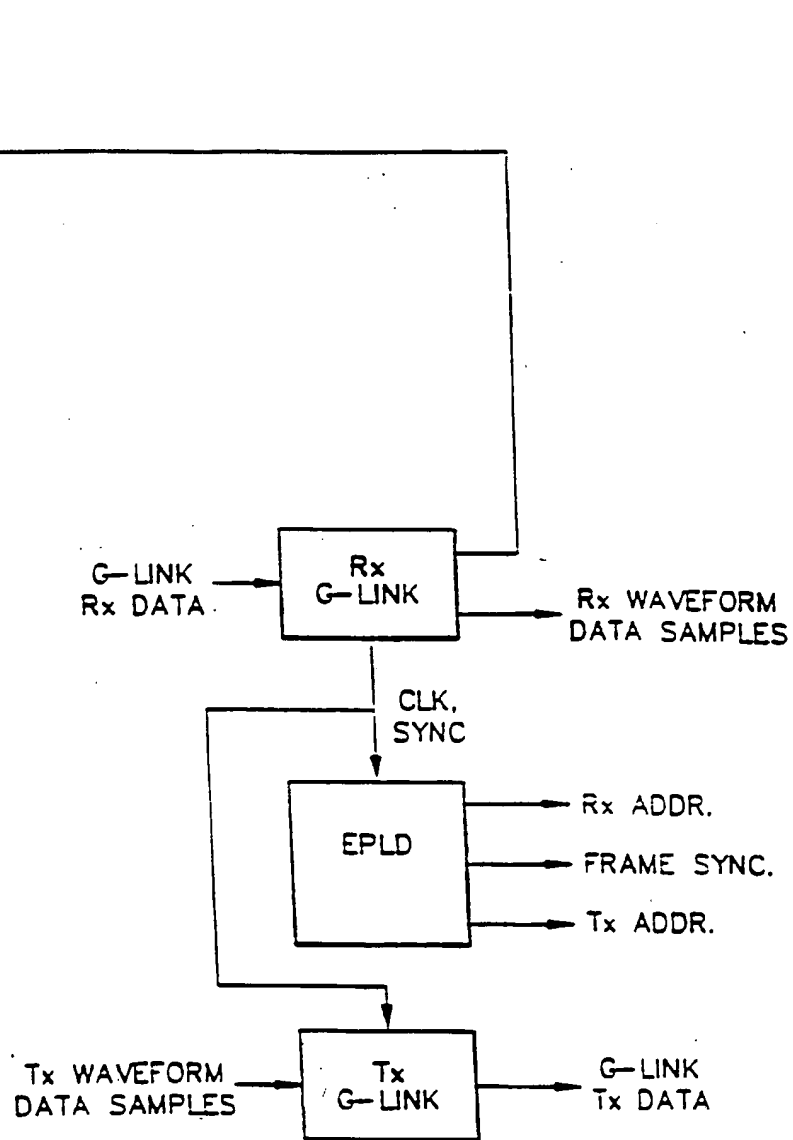 G-LINK
Rx DATA
Rx
G-LINK
Rx WAVEFORM
DATA SAMPLES
CLK,
SYNC
EPLD
Rx ADDR.
FRAME SYNC.
Tx ADDR.
Tx WAVEFORM
DATA SAMPLES
Tx
G-LINK
G-LINK
Tx DATA